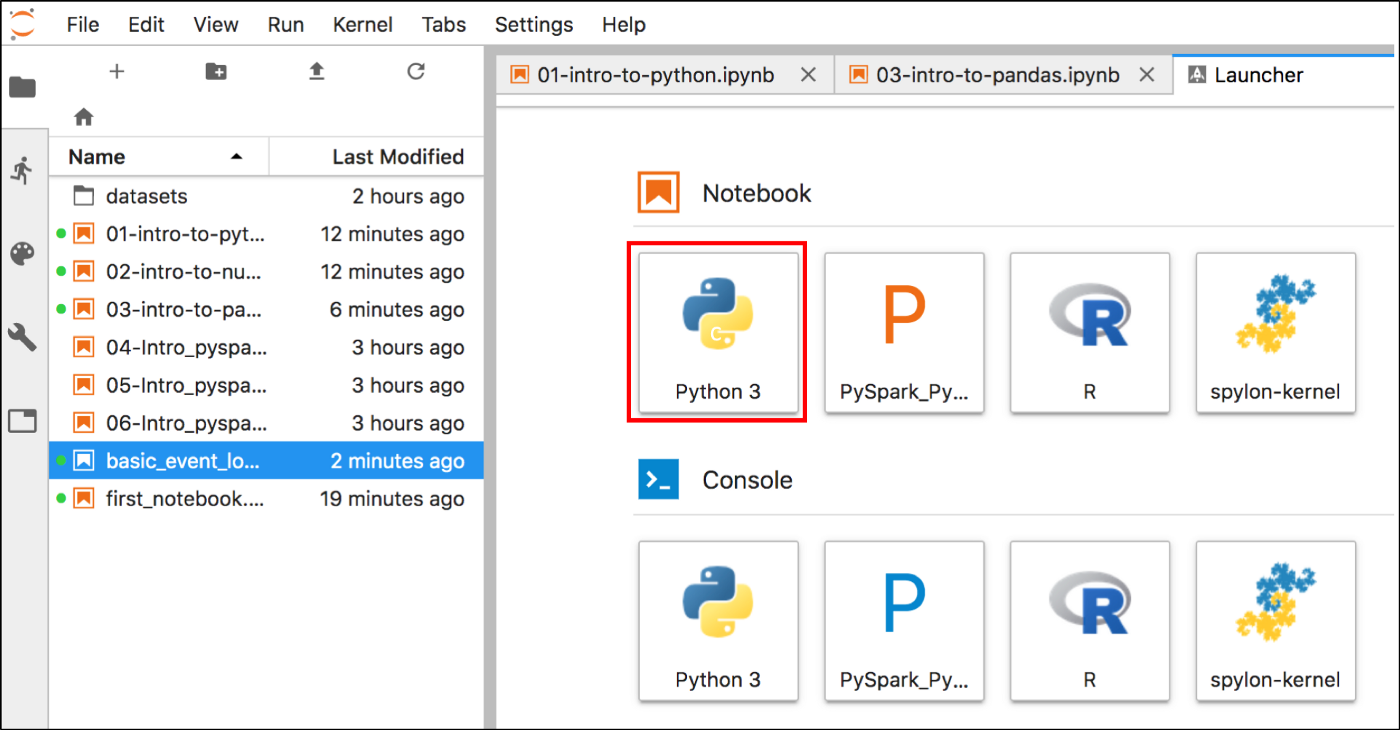 File Edit View Run Kernel Tabs Settings Help
01-intro-to-python.ipynb 03-intro-to-pandas.ipynb Launcher
Name Last Modified
datasets 2 hours ago
01-intro-to-pyt... 12 minutes ago
02-intro-to-nu... 12 minutes ago
03-intro-to-pa... 6 minutes ago
04-Intro_pyspa... 3 hours ago
05-Intro_pyspa... 3 hours ago
06-Intro_pyspa... 3 hours ago
basic_event_lo... 2 minutes ago
first_notebook.... 19 minutes ago
Notebook
P R
Python 3 PySpark_Py... R spylon-kernel
Console
P R
Python 3 PySpark_Py... R spylon-kernel